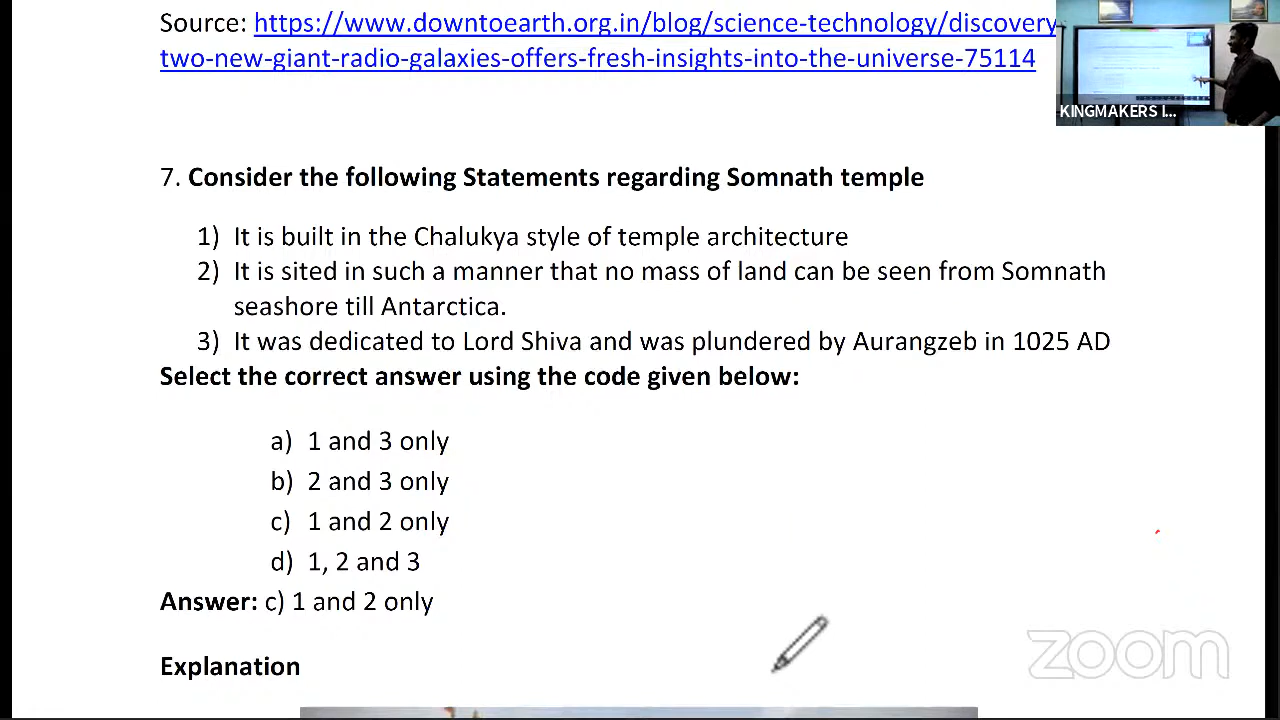 Source: https://www.downtoearth.org.in/blog/science-technology/discovery
two-new-giant-radio-galaxies-offers-fresh-insights-into-the-universe-75114
KINGMAKERS I...
7. Consider the following Statements regarding Somnath temple
1) It is built in the Chalukya style of temple architecture
2) It is sited in such a manner that no mass of land can be seen from Somnath
seashore till Antarctica.
3) It was dedicated to Lord Shiva and was plundered by Aurangzeb in 1025 AD
Select the correct answer using the code given below:
a) 1 and 3 only
b) 2 and 3 only
c) 1 and 2 only
d) 1, 2 and 3
Answer: c) 1 and 2 only
Explanation
zoom